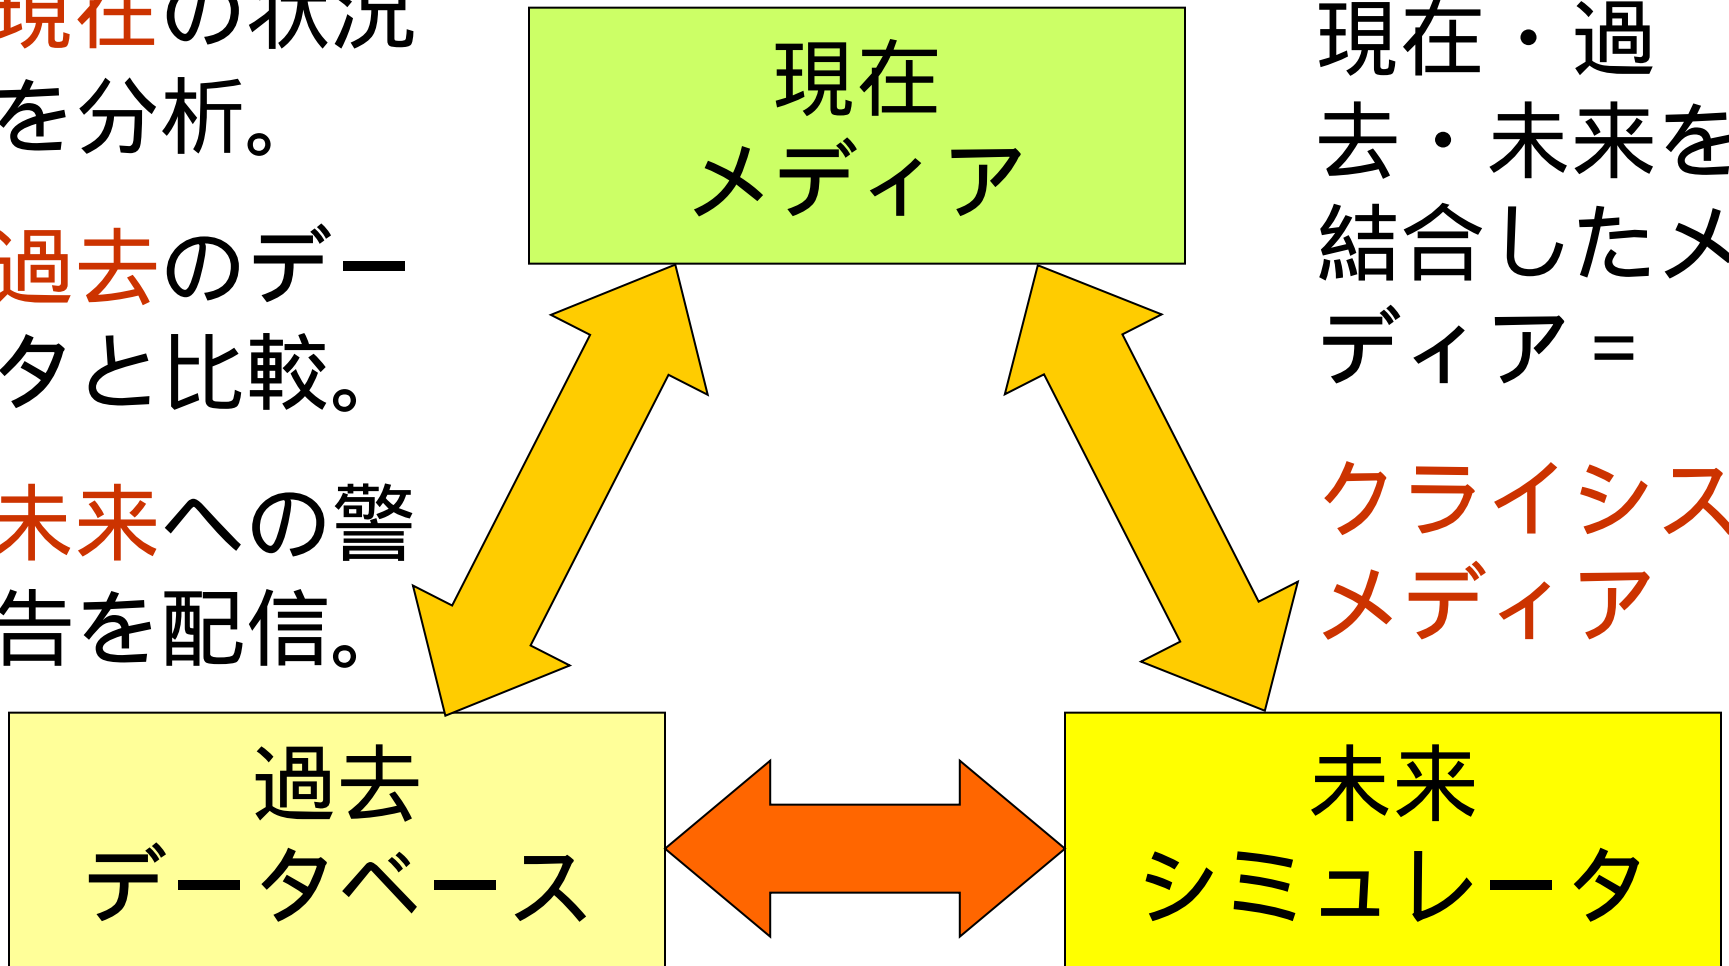 現在の状況
を分析。
過去のデー
タと比較。
未来への警
告を配信。
現在
メディア
現在・過
去・未来を
結合したメ
ディア =
クライシス
メディア
過去
データベース
未来
シミュレータ